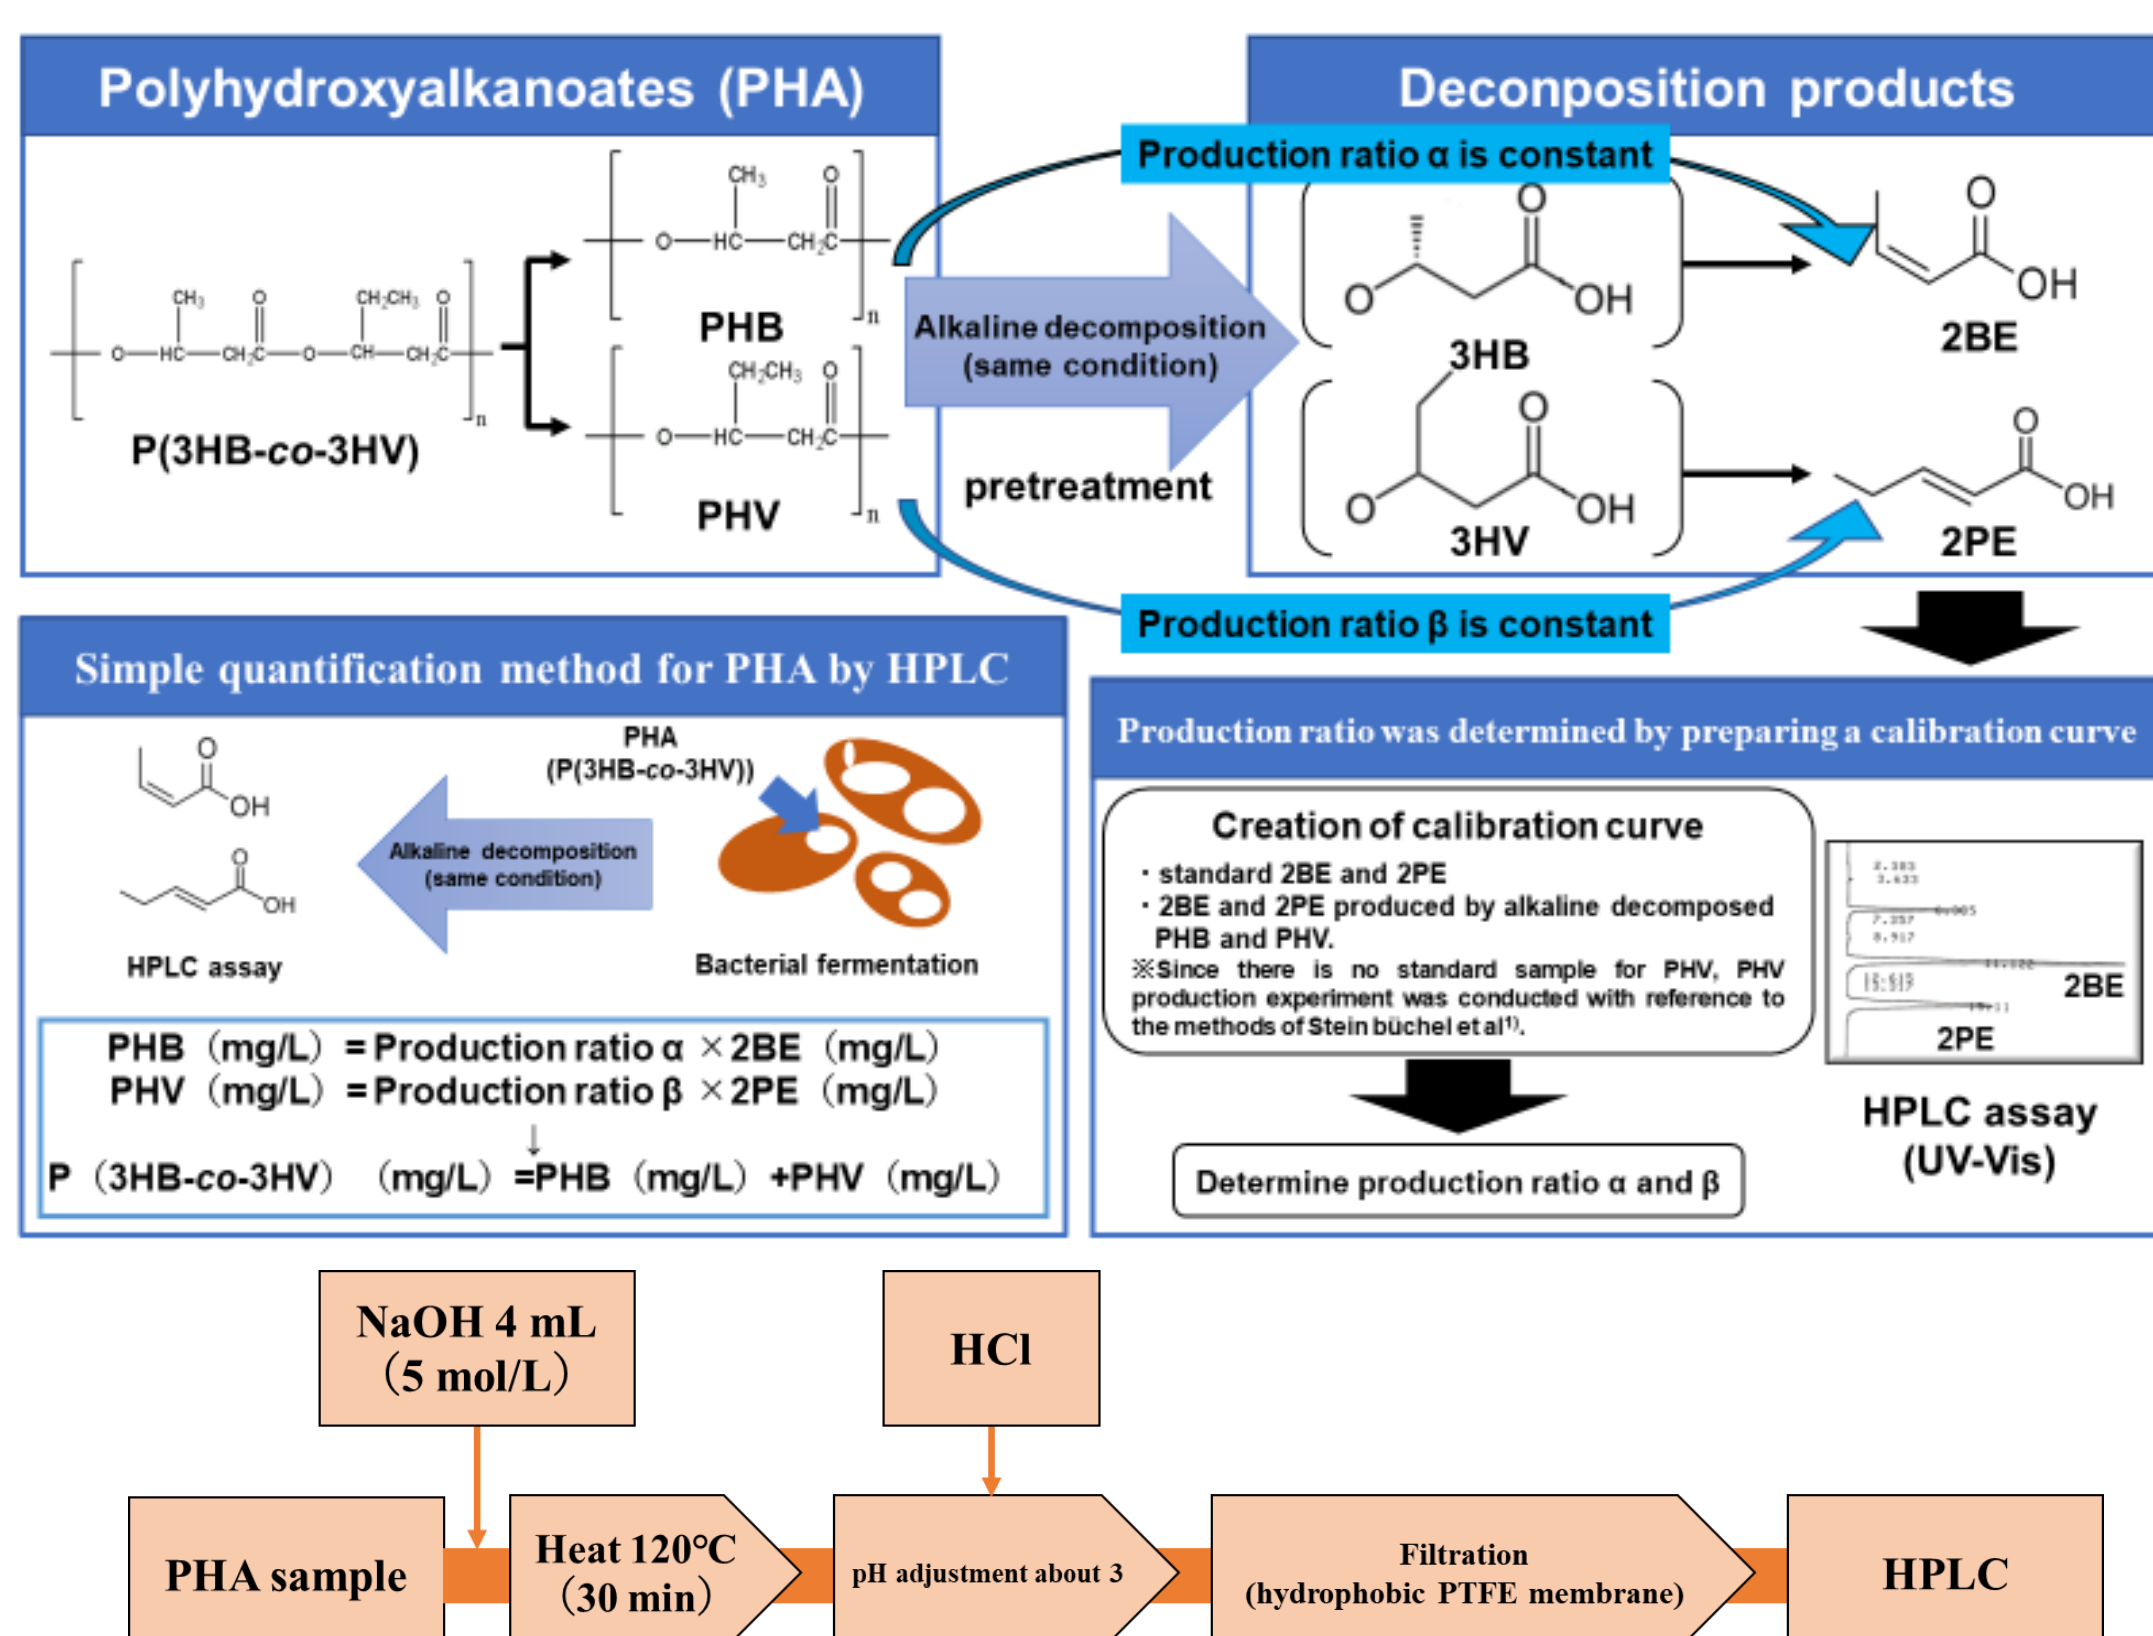 Polyhydroxyalkanoates (PHA)
CH3 O CH2CH3 O
O HC CH2C O CH CH2C
n
P(3HB-co-3HV)
CH3 O
O HC CH2C
n
PHB
CH2CH3 O
O HC CH2C
n
PHV
Alkaline decomposition
(same condition)
pretreatment
Production ratio α is constant
Production ratio β is constant
Deconposition products
O
O OH
3HB
O
OH
2BE
O
O OH
3HV
O
OH
2PE
Simple quantification method for PHA by HPLC
O
OH
O
OH
HPLC assay
Alkaline decomposition
(same condition)
PHA
(P(3HB-co-3HV))
Bacterial fermentation
PHB (mg/L) =Production ratio α ×2BE (mg/L)
PHV (mg/L) =Production ratio β ×2PE (mg/L)
↓
P (3HB-co-3HV) (mg/L) =PHB (mg/L) +PHV (mg/L)
Production ratio was determined by preparing a calibration curve
Creation of calibration curve
・standard 2BE and 2PE
・2BE and 2PE produced by alkaline decomposed
PHB and PHV.
※Since there is no standard sample for PHV, PHV
production experiment was conducted with reference to
the methods of Stein büchel et al1).
Determine production ratio α and β
2BE
2PE
HPLC assay
(UV-Vis)
NaOH 4 mL
(5 mol/L)
HCl
PHA sample
Heat 120°C
(30 min)
pH adjustment about 3
Filtration
(hydrophobic PTFE membrane)
HPLC